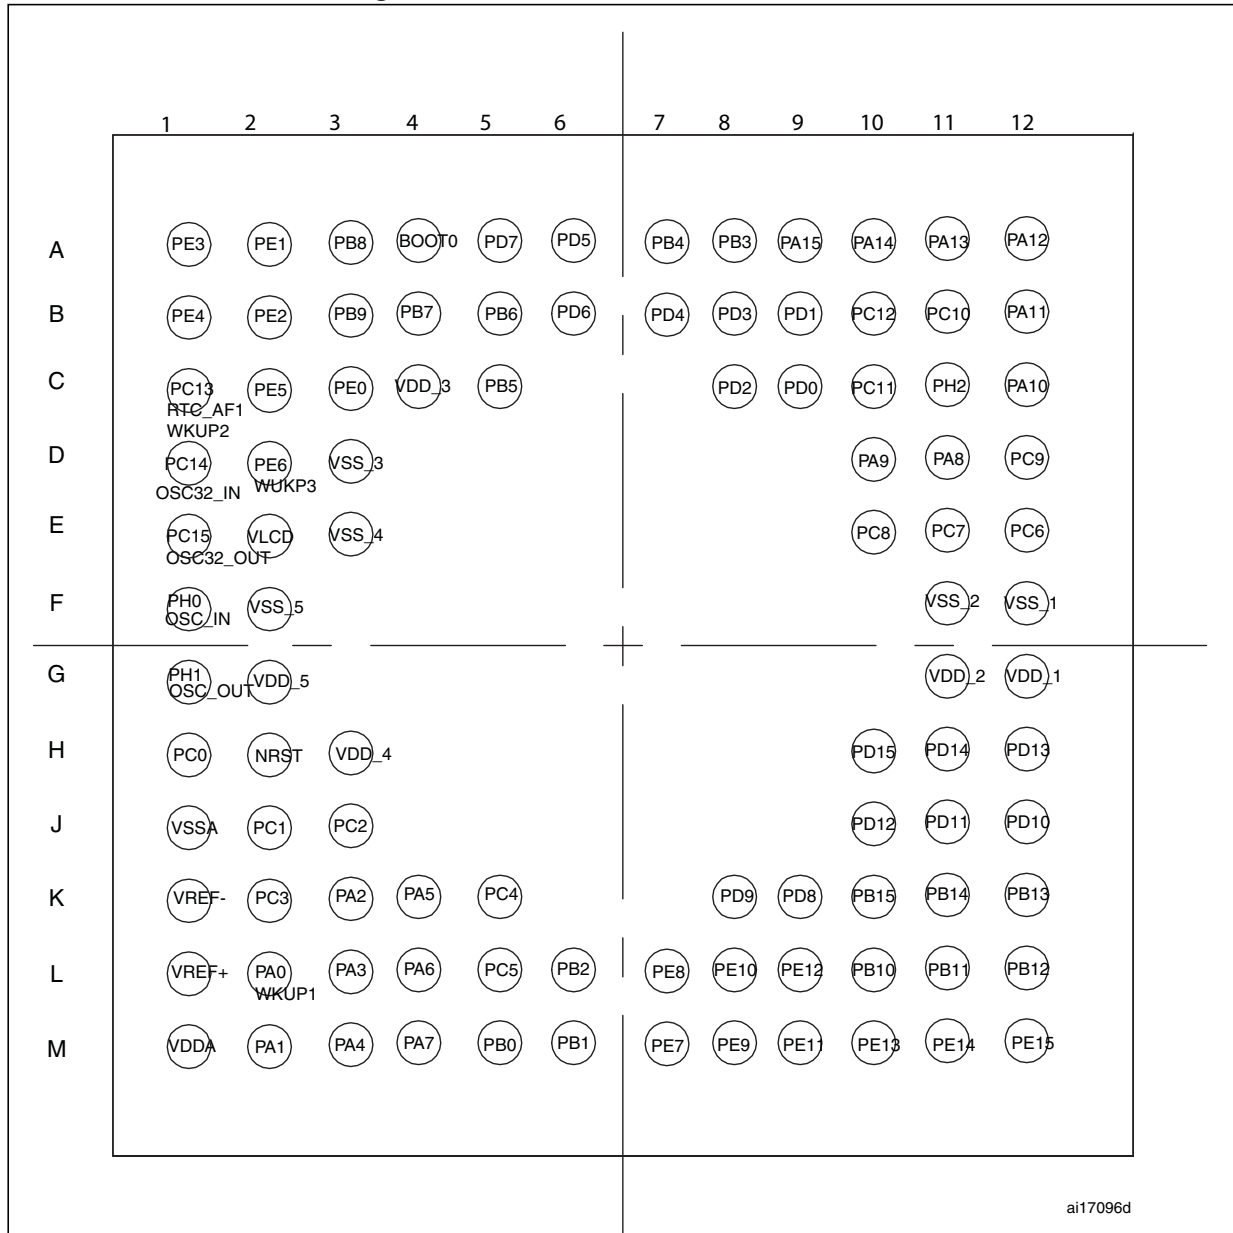 1 2 3 4 5 6 7 8 9 10 11 12
A PE3 PE1 PB8 BOOT0 PD7 PD5 PB4 PB3 PA15 PA14 PA13 PA12
B PE4 PE2 PB9 PB7 PB6 PD6 PD4 PD3 PD1 PC12 PC10 PA11
C PC13 PE5 PE0 VDD_3 PB5 PD2 PD0 PC11 PH2 PA10
RTC_AF1
WKUP2
D PC14 PE6 VSS_3 PA9 PA8 PC9
OSC32_IN WUKP3
E PC15 VLCD VSS_4 PC8 PC7 PC6
OSC32_OUT
F PH0 VSS_5 VSS_2 VSS_1
OSC_IN
G PH1 VDD_5 VDD_2 VDD_1
OSC_OUT
H PC0 NRST VDD_4 PD15 PD14 PD13
J VSSA PC1 PC2 PD12 PD11 PD10
K VREF- PC3 PA2 PA5 PC4 PD9 PD8 PB15 PB14 PB13
L VREF+ PA0 PA3 PA6 PC5 PB2 PE8 PE10 PE12 PB10 PB11 PB12
WKUP1
M VDDA PA1 PA4 PA7 PB0 PB1 PE7 PE9 PE11 PE13 PE14 PE15
ai17096d